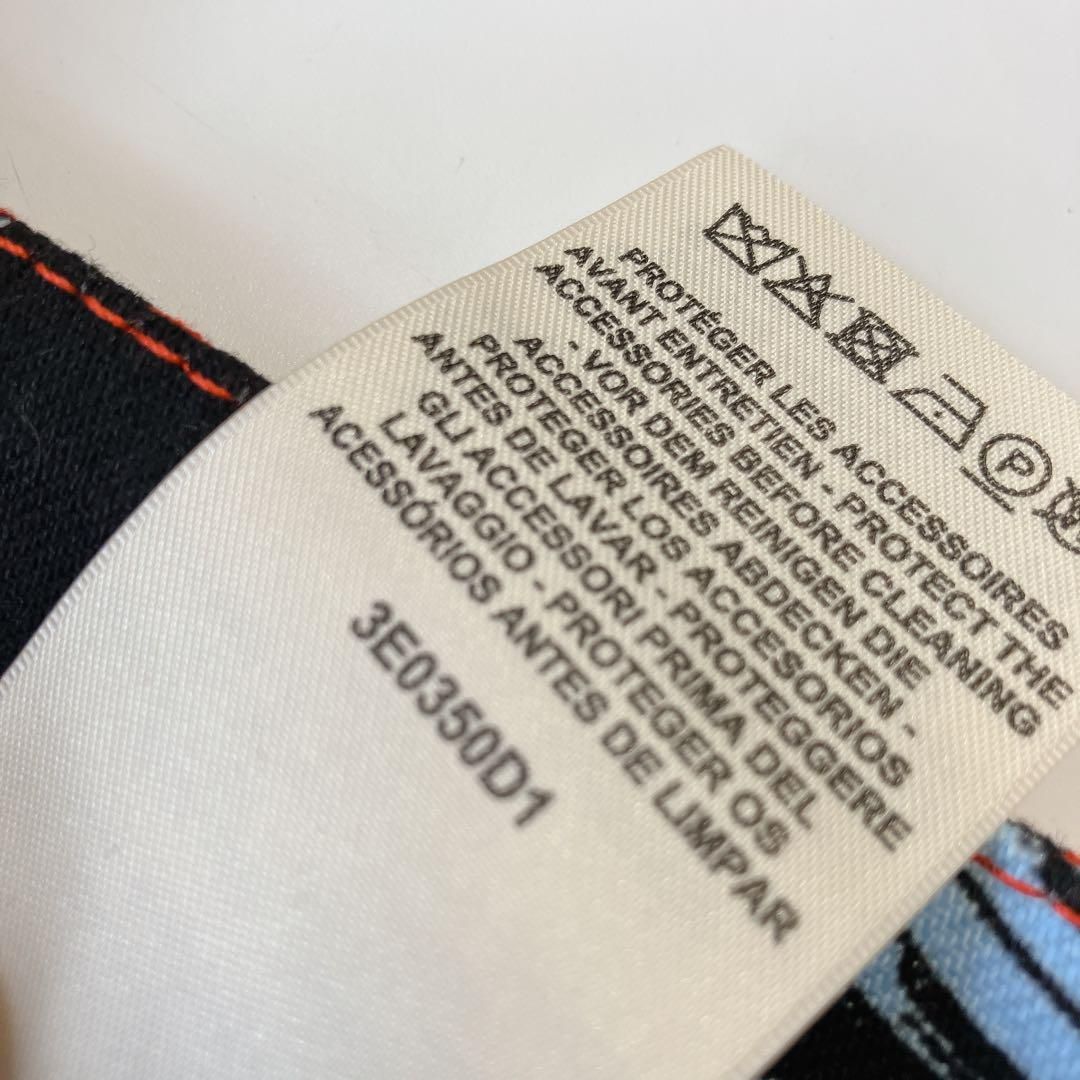 P
PROTÉGER LES ACCESSOIRES
AVANT ENTRETIEN - PROTECT THE
ACCESSORIES BEFORE CLEANING
- VOR DEM REINIGEN DIE
ACCESSOIRES ABDECKEN -
PROTEGER LOS ACCESORIOS
ANTES DE LAVAR - PROTEGGERE
GLI ACCESSORI PRIMA DEL
LAVAGGIO - PROTEGER OS
ACESSÓRIOS ANTES DE LIMPAR
3E0350D1